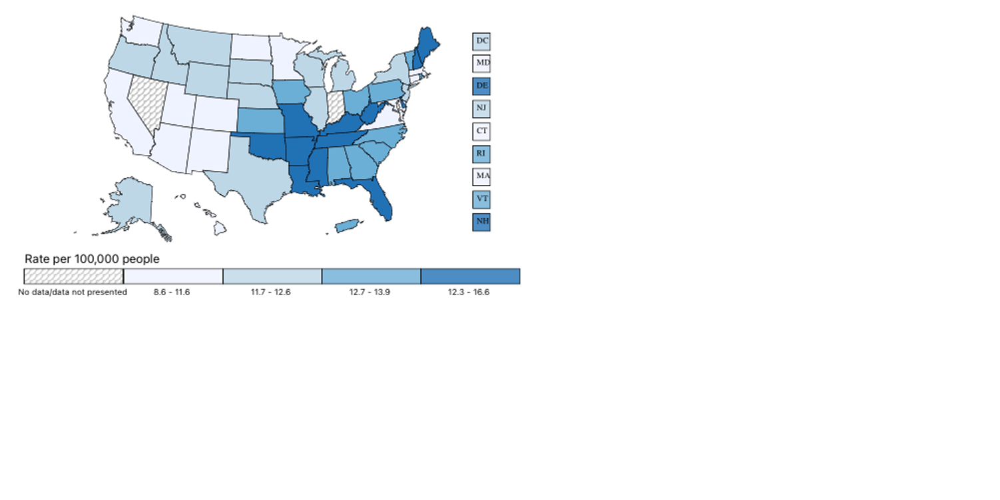 DC
MD
DE
NJ
CT
RI
MA
VT
NH
Rate per 100,000 people
No data/data not presented 8.6 - 11.6 11.7 - 12.6 12.7 - 13.9 12.3 - 16.6